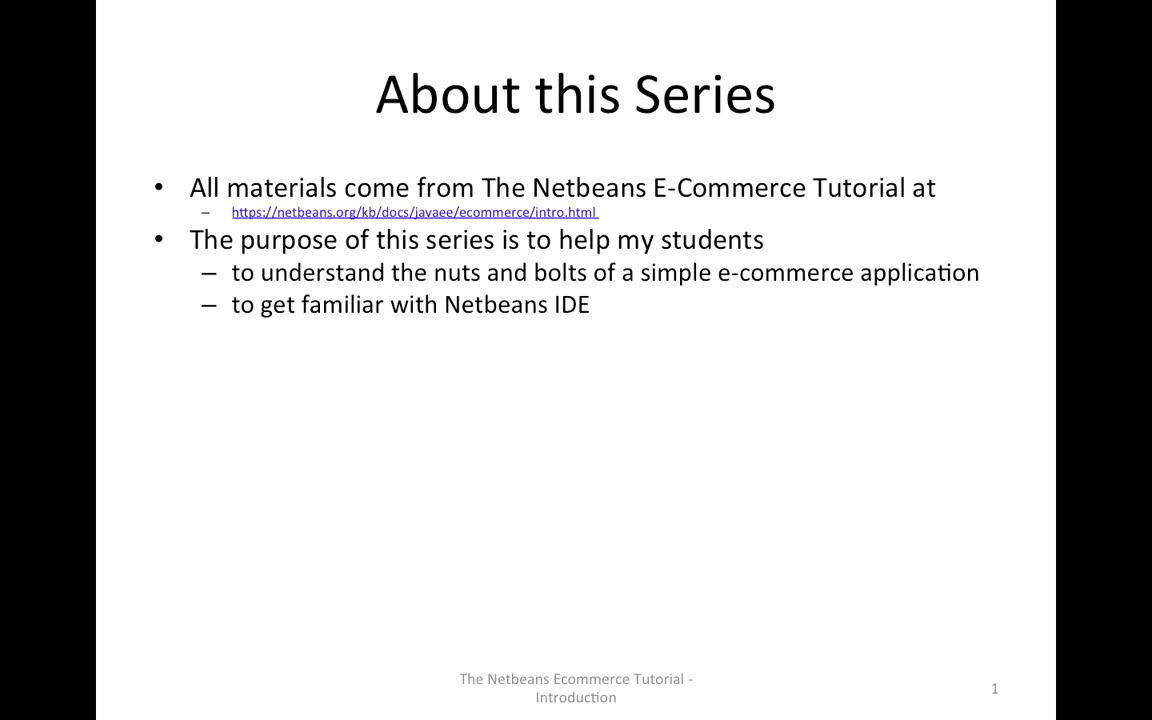 About this Series
• All materials come from The Netbeans E-Commerce Tutorial at
– https://netbeans.org/kb/docs/javaee/ecommerce/intro.html
• The purpose of this series is to help my students
– to understand the nuts and bolts of a simple e-commerce application
– to get familiar with Netbeans IDE
The Netbeans Ecommerce Tutorial -
Introduction
1